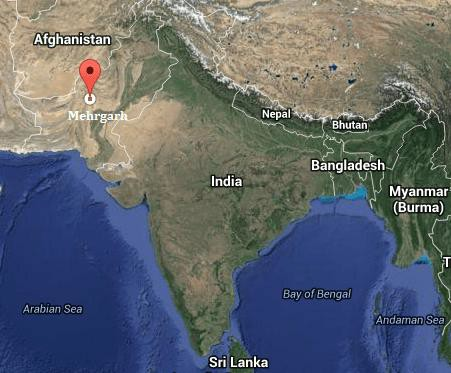 Afghanistan
Mehrgarh
Nepal
Bhutan
Bangladesh
India
Myanmar
(Burma)
T
Bay of Bengal
Arabian Sea
Andaman Sea
Sri Lanka